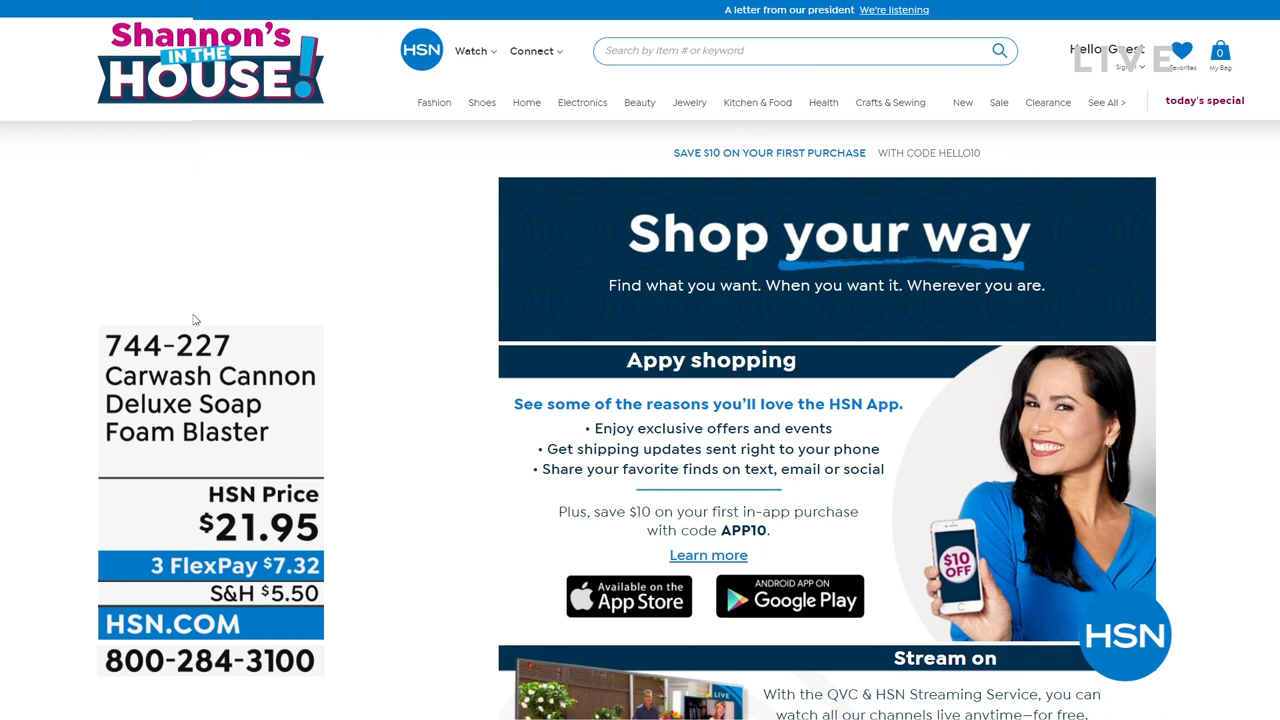 A letter from our president We're listening
Shannon's
IN THE
HOUSE!
HSN
Watch
Connect
Search by item # or keyword
Hello Guest
LIVE
Favorites
0
My Bag
Fashion Shoes Home Electronics Beauty Jewelry Kitchen & Food Health Crafts & Sewing New Sale Clearance See All >
today's special
SAVE $10 ON YOUR FIRST PURCHASE WITH CODE HELLO10
Shop your way
Find what you want. When you want it. Wherever you are.
Appy shopping
See some of the reasons you'll love the HSN App.
• Enjoy exclusive offers and events
• Get shipping updates sent right to your phone
• Share your favorite finds on text, email or social
Plus, save $10 on your first in-app purchase
with code APP10.
Learn more
Available on the
App Store
ANDROID APP ON
Google Play
$10
OFF
HSN
Stream on
LIVE
With the QVC & HSN Streaming Service, you can
watch all our channels live anytime—for free.
744-227
Carwash Cannon
Deluxe Soap
Foam Blaster
HSN Price
$21.95
3 FlexPay $7.32
S&H $5.50
HSN.COM
800-284-3100